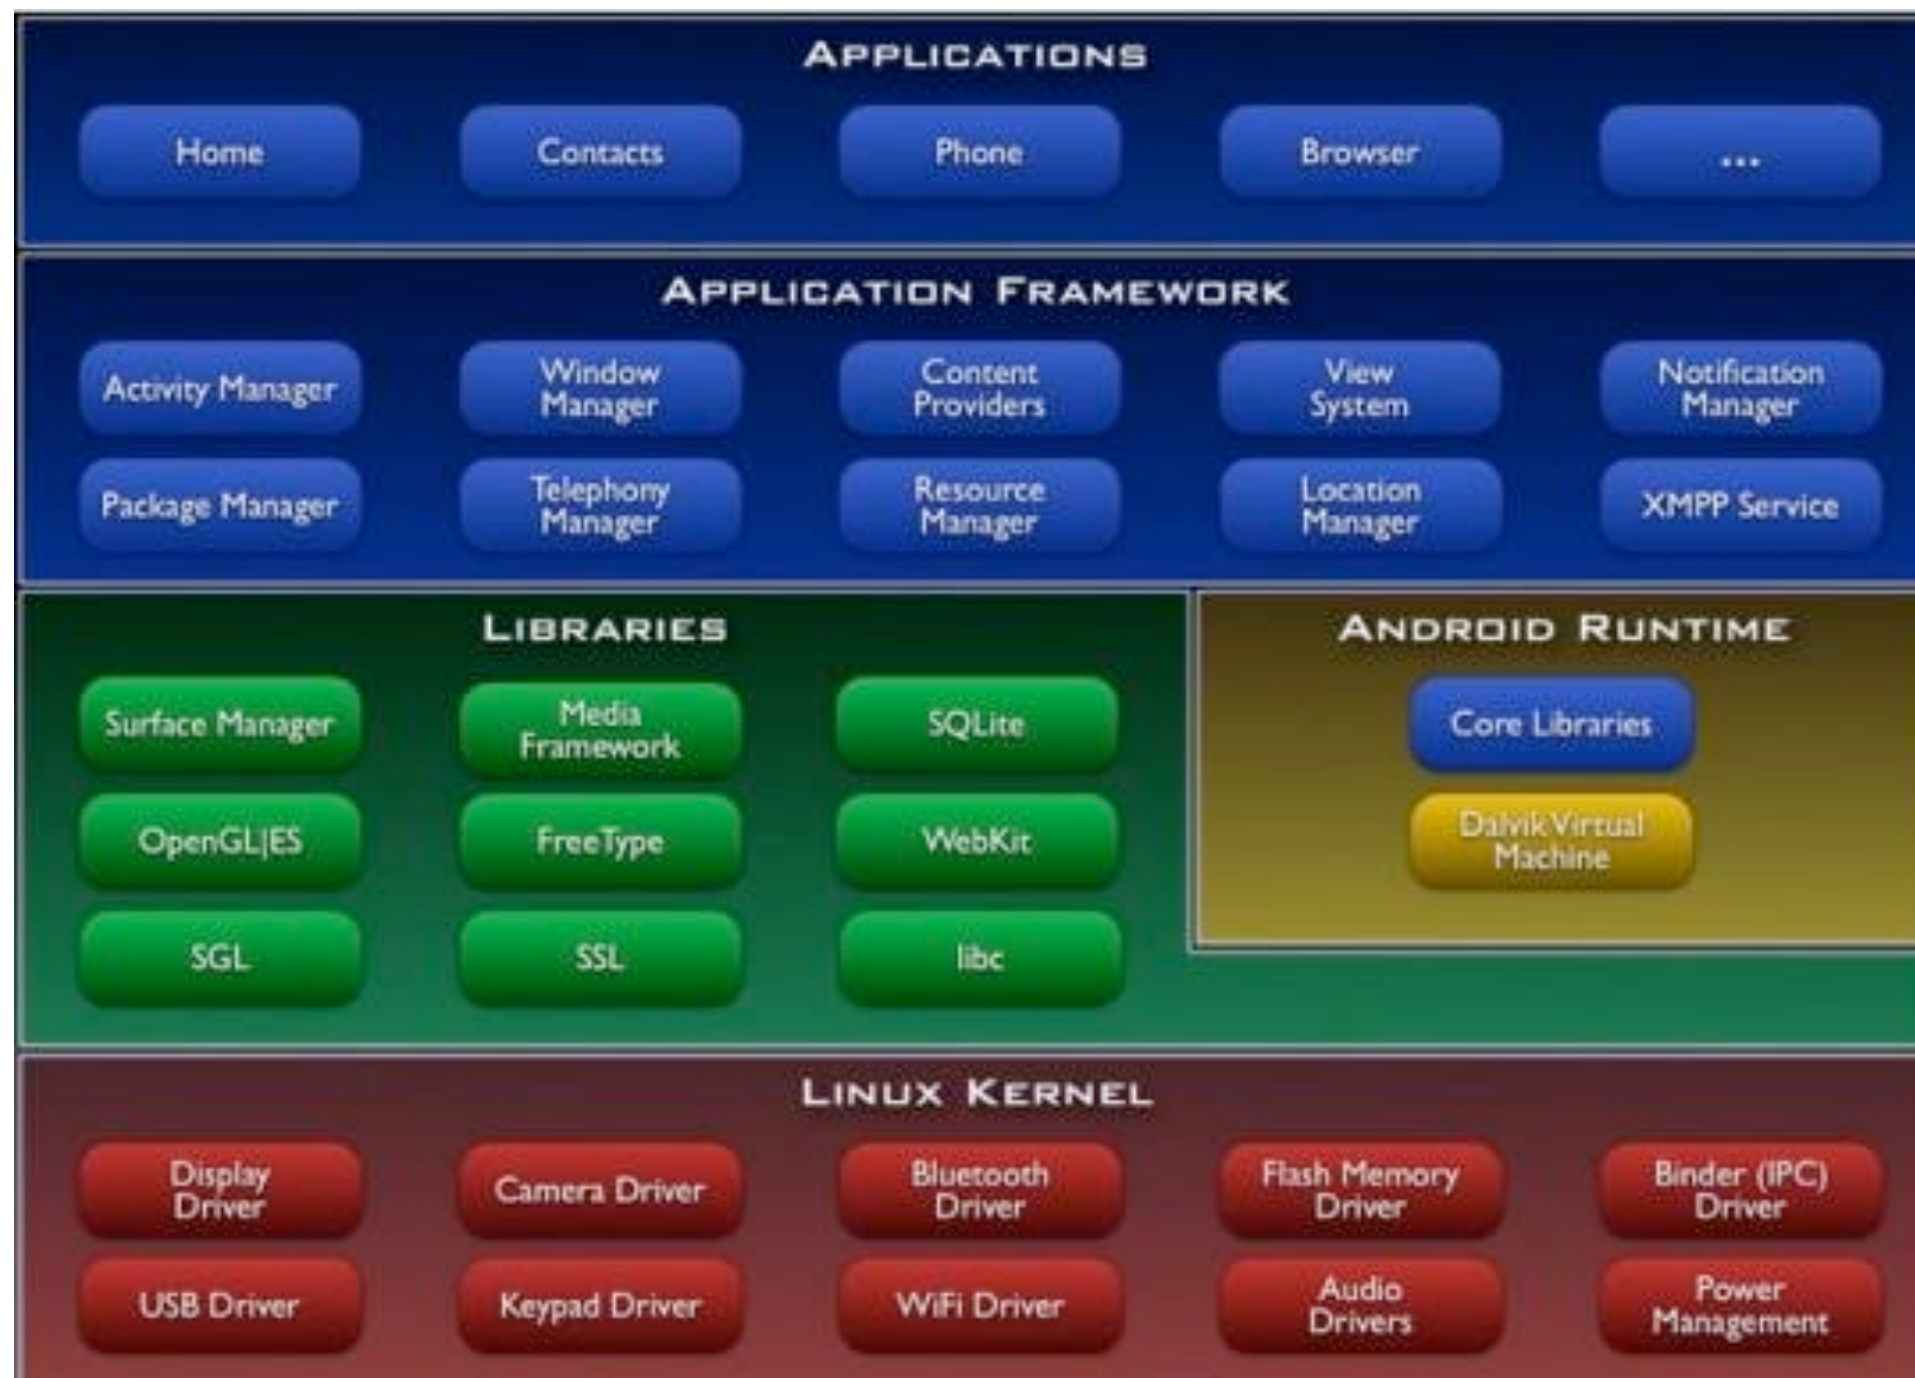 APPLICATIONS
Home
Contacts
Phone
Browser
...
APPLICATION FRAMEWORK
Activity Manager
Window
Manager
Content
Providers
View
System
Notification
Manager
Package Manager
Telephony
Manager
Resource
Manager
Location
Manager
XMPP Service
LIBRARIES
Surface Manager
Media
Framework
SQLite
OpenGL|ES
FreeType
WebKit
SGL
SSL
libc
ANDROID RUNTIME
Core Libraries
Dalvik Virtual
Machine
LINUX KERNEL
Display
Driver
Camera Driver
Bluetooth
Driver
Flash Memory
Driver
Binder (IPC)
Driver
USB Driver
Keypad Driver
WiFi Driver
Audio
Drivers
Power
Management